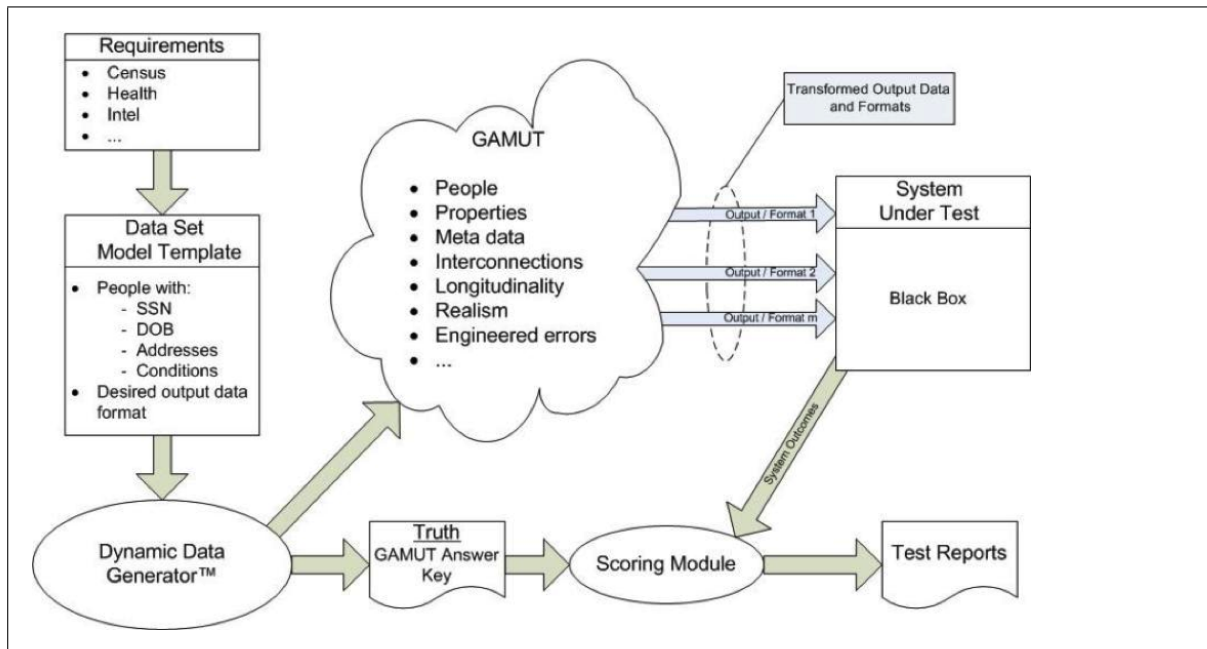 Requirements
• Census
• Health
• Intel
• ...
Data Set
Model Template
• People with:
- SSN
- DOB
- Addresses
- Conditions
• Desired output data
format
Dynamic Data
Generator™
GAMUT
• People
• Properties
• Meta data
• Interconnections
• Longitudinality
• Realism
• Engineered errors
• ...
Transformed Output Data
and Formats
Output / Format 1
Output / Format 2
Output / Format m
System
Under Test
Black Box
System Outcomes
Truth
GAMUT Answer
Key
Scoring Module
Test Reports